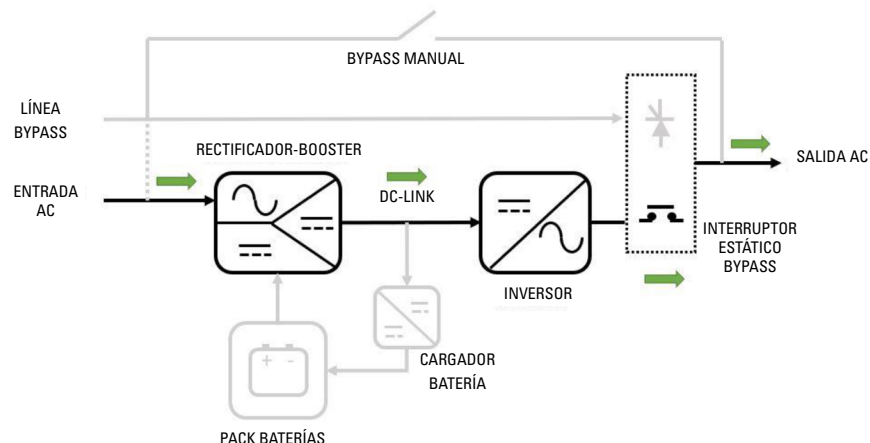 BYPASS MANUAL
LÍNEA
BYPASS
RECTIFICADOR-BOOSTER
SALIDA AC
ENTRADA
AC
DC-LINK
INTERRUPTOR
ESTÁTICO
BYPASS
INVERSOR
CARGADOR
BATERÍA
PACK BATERÍAS